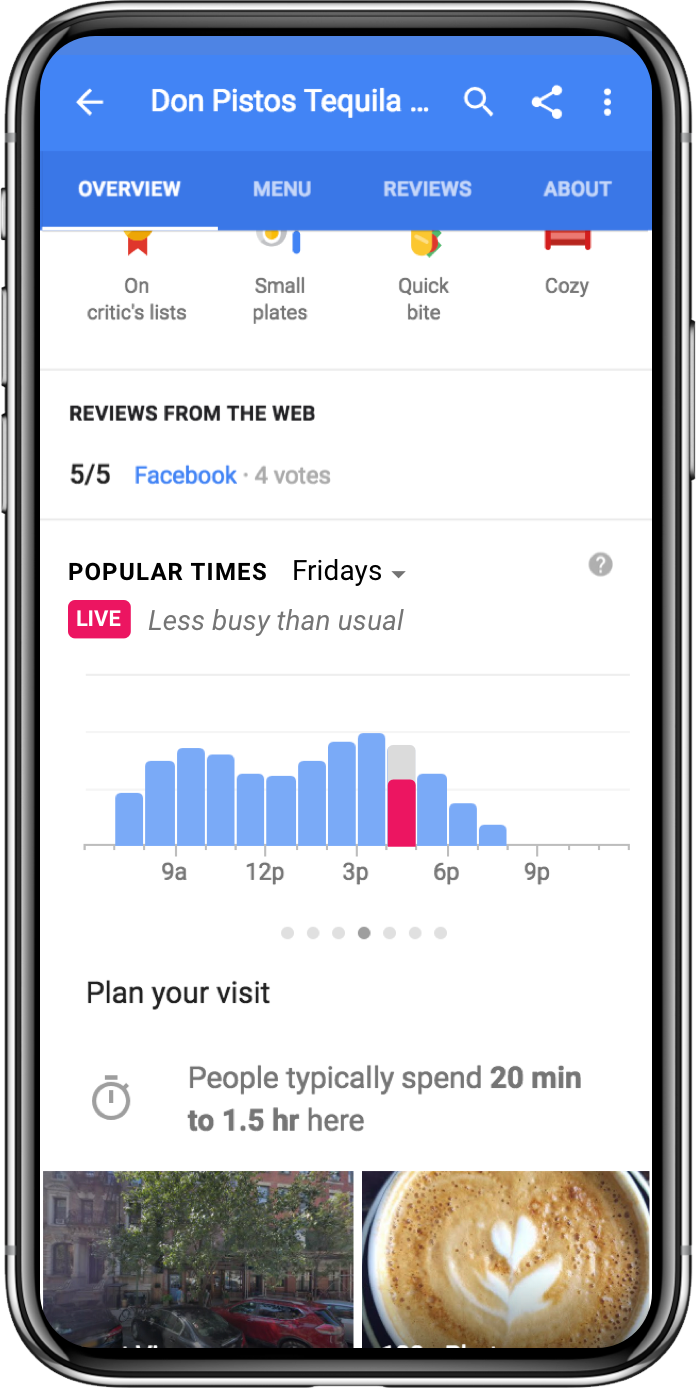 Don Pistos Tequila ...
OVERVIEW MENU REVIEWS ABOUT
On
critic's lists
Small
plates
Quick
bite
Cozy
REVIEWS FROM THE WEB
5/5 Facebook · 4 votes
POPULAR TIMES Fridays
?
LIVE Less busy than usual
9a 12p 3p 6p 9p
Plan your visit
People typically spend 20 min
to 1.5 hr here